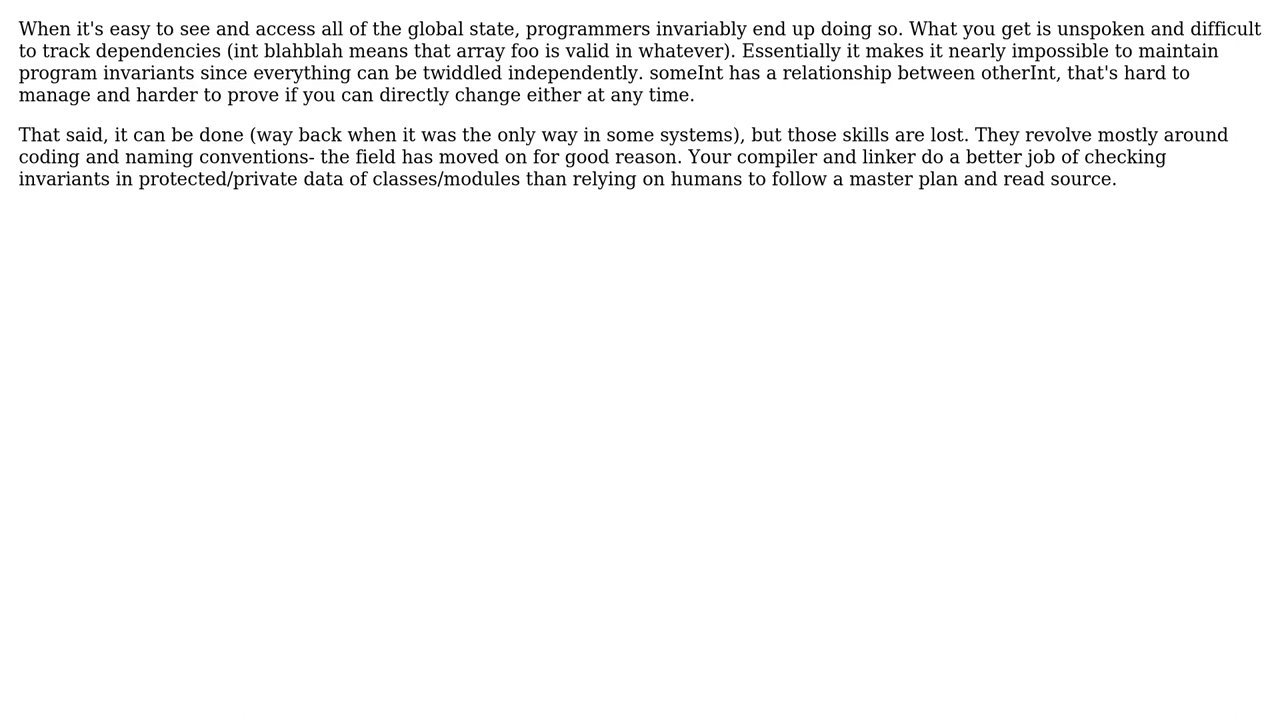 When it's easy to see and access all of the global state, programmers invariably end up doing so. What you get is unspoken and difficult
to track dependencies (int blahblah means that array foo is valid in whatever). Essentially it makes it nearly impossible to maintain
program invariants since everything can be twiddled independently. someInt has a relationship between otherInt, that's hard to
manage and harder to prove if you can directly change either at any time.
That said, it can be done (way back when it was the only way in some systems), but those skills are lost. They revolve mostly around
coding and naming conventions- the field has moved on for good reason. Your compiler and linker do a better job of checking
invariants in protected/private data of classes/modules than relying on humans to follow a master plan and read source.